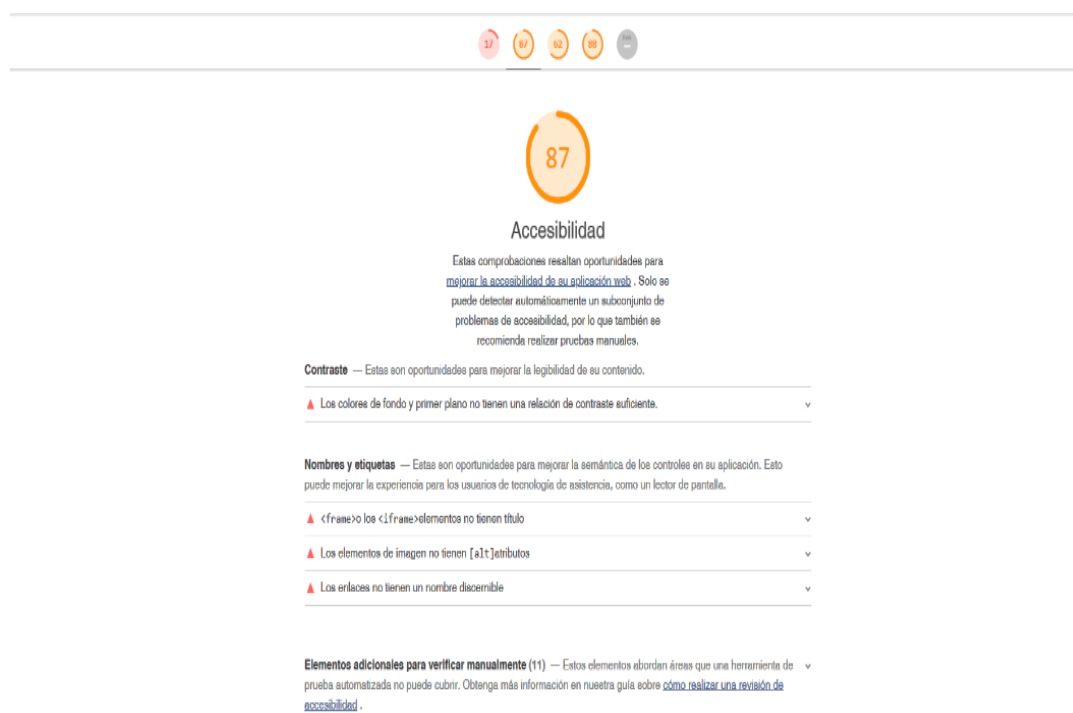 17 87 62 88
87
Accesibilidad
Estas comprobaciones resaltan oportunidades para
mejorar la accesibilidad de su aplicación web . Solo se
puede detectar automáticamente un subconjunto de
problemas de accesibilidad, por lo que también se
recomienda realizar pruebas manuales.
Contraste — Estas son oportunidades para mejorar la legibilidad de su contenido.
Los colores de fondo y primer plano no tienen una relación de contraste suficiente.
Nombres y etiquetas — Estas son oportunidades para mejorar la semántica de los controles en su aplicación. Esto
puede mejorar la experiencia para los usuarios de tecnología de asistencia, como un lector de pantalla.
<frame>o los <iframe>elementos no tienen título
Los elementos de imagen no tienen [alt]atributos
Los enlaces no tienen un nombre discernible
Elementos adicionales para verificar manualmente (11) — Estos elementos abordan áreas que una herramienta de
prueba automatizada no puede cubrir. Obtenga más información en nuestra guía sobre cómo realizar una revisión de
accesibilidad .